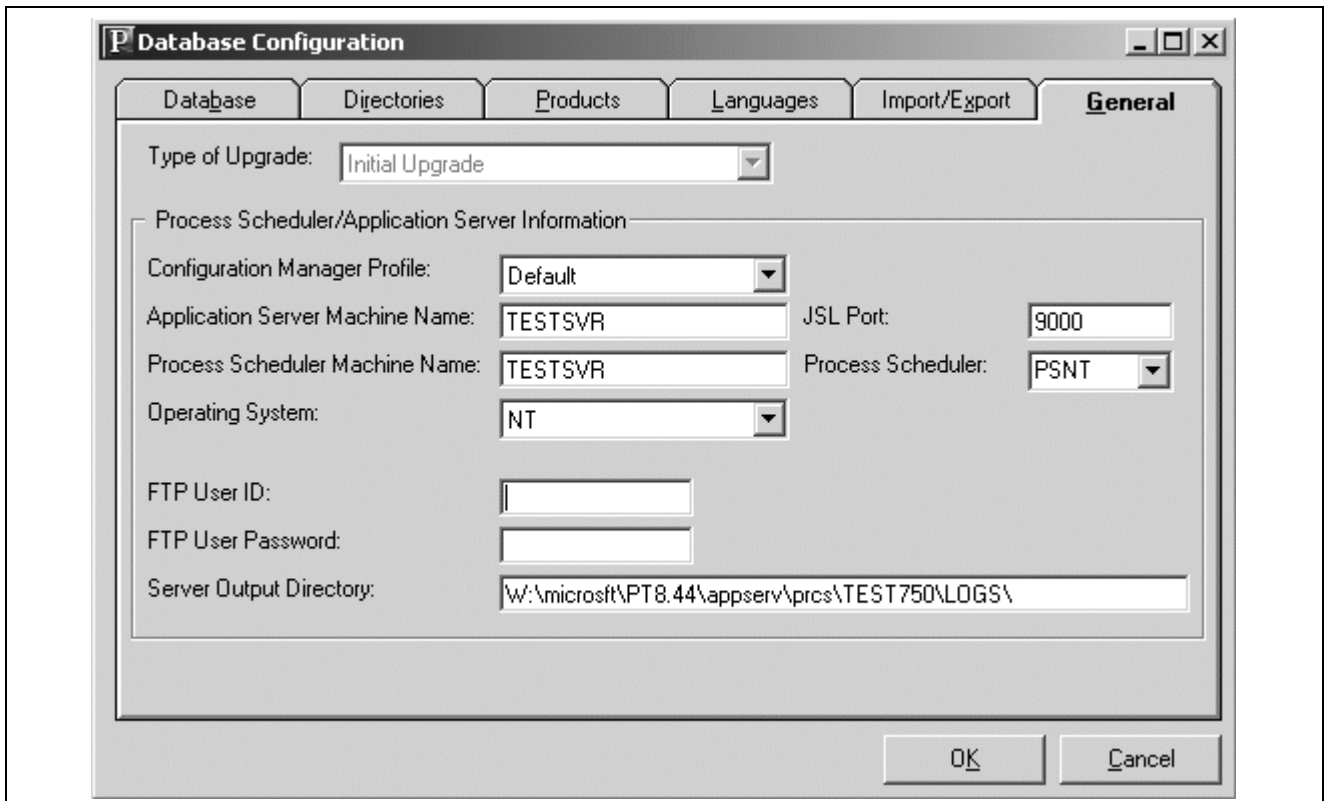 P Database Configuration
Database Directories Products Languages Import/Export General
Type of Upgrade: Initial Upgrade
Process Scheduler/Application Server Information
Configuration Manager Profile: Default
Application Server Machine Name: TESTSVR JSL Port: 9000
Process Scheduler Machine Name: TESTSVR Process Scheduler: PSNT
Operating System: NT
FTP User ID:
FTP User Password:
Server Output Directory: W:\microsft\PT8.44\appserv\prcs\TEST750\LOGS\
OK Cancel